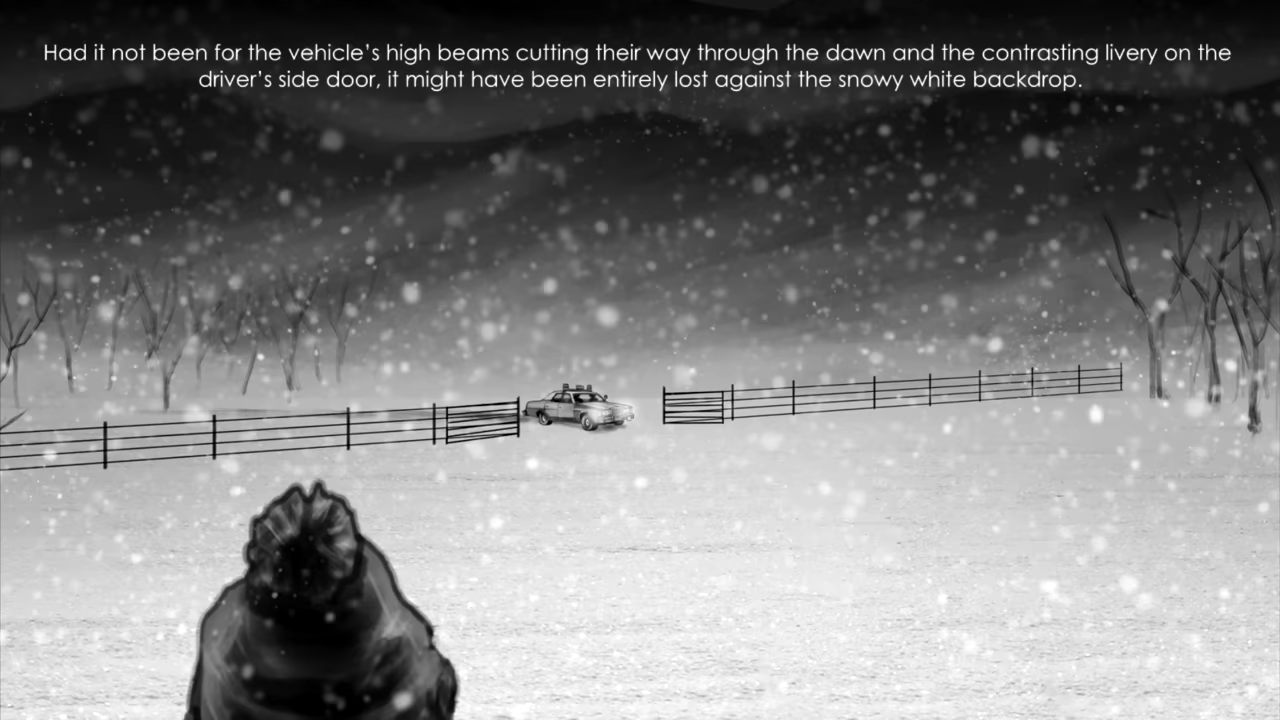 Had it not been for the vehicle’s high beams cutting their way through the dawn and the contrasting livery on the
driver’s side door, it might have been entirely lost against the snowy white backdrop.